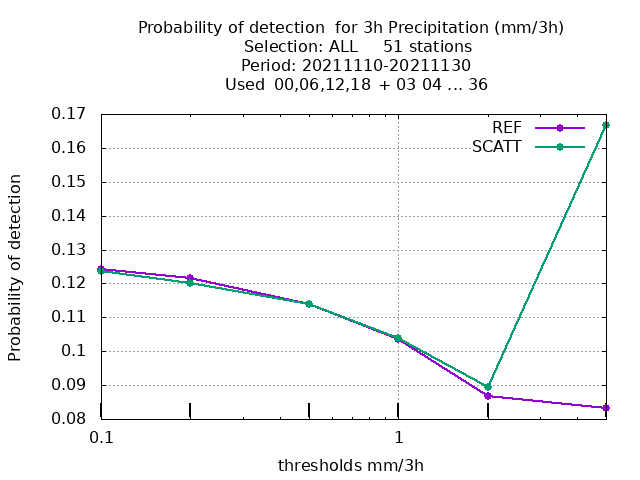 Probability of detection  for 3h Precipitation (mm/3h)
Selection: ALL     51 stations
Period: 20211110-20211130
Used  00,06,12,18  + 03 04 ... 36
REF
SCATT
0.17
0.16
0.15
0.14
0.13
0.12
0.11
0.1
0.09
0.08
Probability of detection
0.1
1
thresholds mm/3h